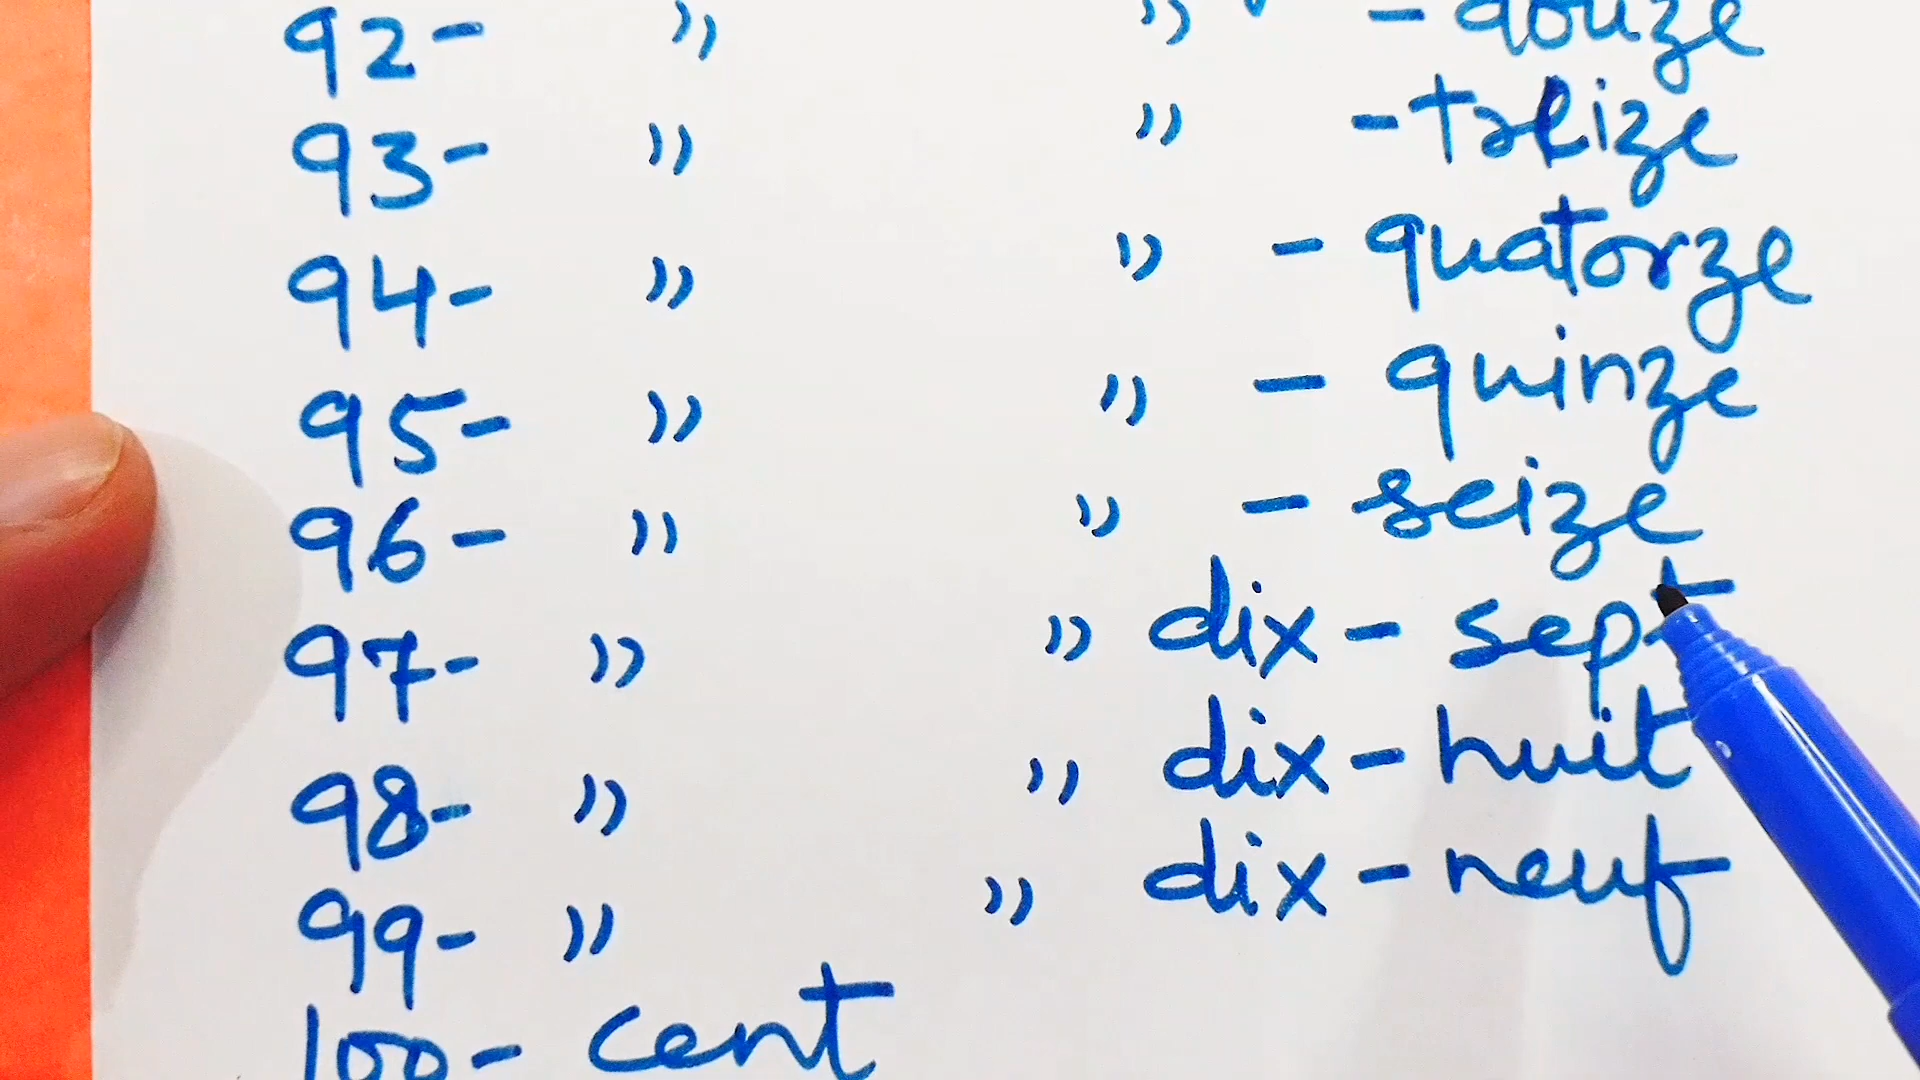 92- " " - douze
93- " " - treize
94- " " - quatorze
95- " " - quinze
96- " " - seize
97- " " dix - sept
98- " " dix - huit
99- " " dix - neuf
100- cent